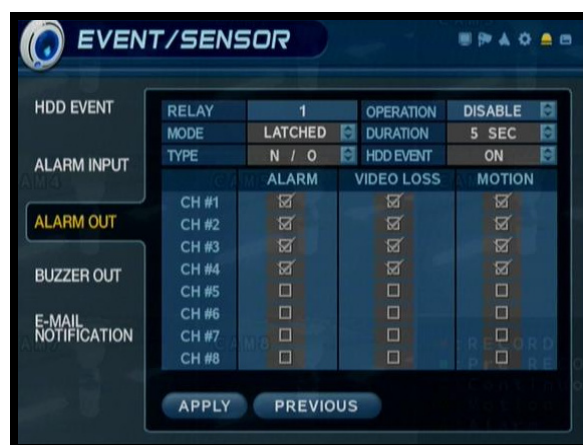 EVENT/SENSOR
HDD EVENT
ALARM INPUT
ALARM OUT
BUZZER OUT
E-MAIL
NOTIFICATION
RELAY 1 OPERATION DISABLE
MODE LATCHED DURATION 5 SEC
TYPE N / O HDD EVENT ON
ALARM VIDEO LOSS MOTION
CH #1
CH #2
CH #3
CH #4
CH #5
CH #6
CH #7
CH #8
APPLY PREVIOUS